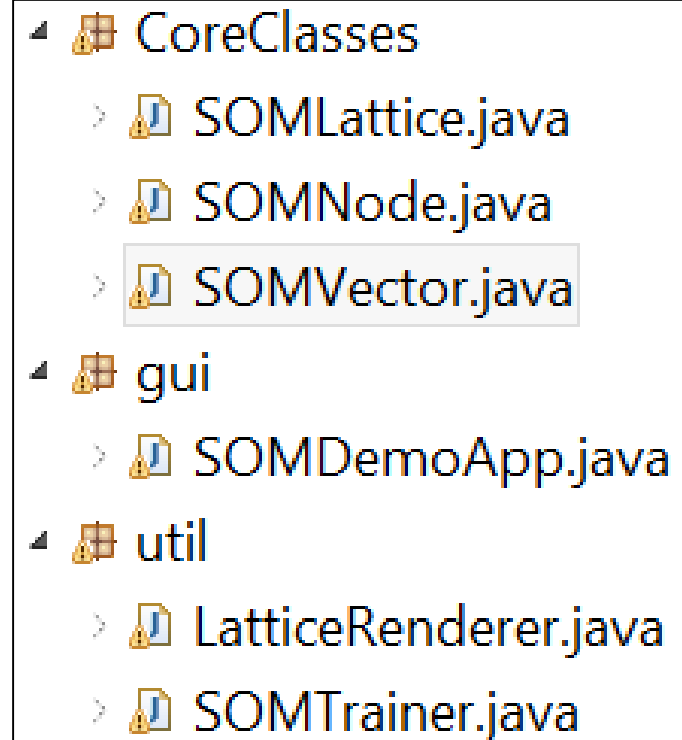 CoreClasses
SOMLattice.java
SOMNode.java
SOMVector.java
gui
SOMDemoApp.java
util
LatticeRenderer.java
SOMTrainer.java